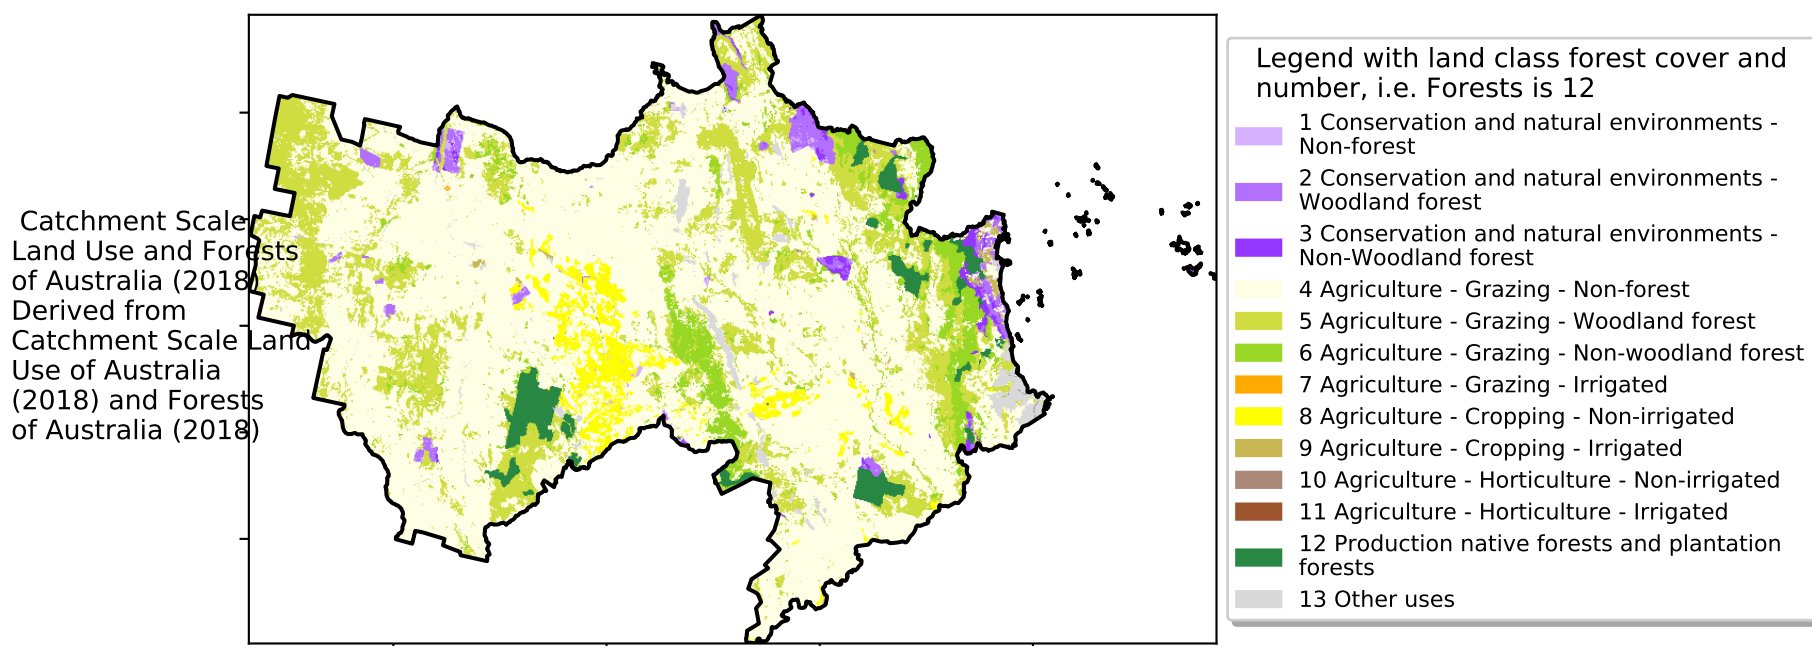 Catchment Scale
Land Use and Forests
of Australia (2018)
Derived from
Catchment Scale Land
Use of Australia
(2018) and Forests
of Australia (2018)
Legend with land class forest cover and
number, i.e. Forests is 12
1 Conservation and natural environments -
Non-forest
2 Conservation and natural environments -
Woodland forest
3 Conservation and natural environments -
Non-Woodland forest
4 Agriculture - Grazing - Non-forest
5 Agriculture - Grazing - Woodland forest
6 Agriculture - Grazing - Non-woodland forest
7 Agriculture - Grazing - Irrigated
8 Agriculture - Cropping - Non-irrigated
9 Agriculture - Cropping - Irrigated
10 Agriculture - Horticulture - Non-irrigated
11 Agriculture - Horticulture - Irrigated
12 Production native forests and plantation
forests
13 Other uses